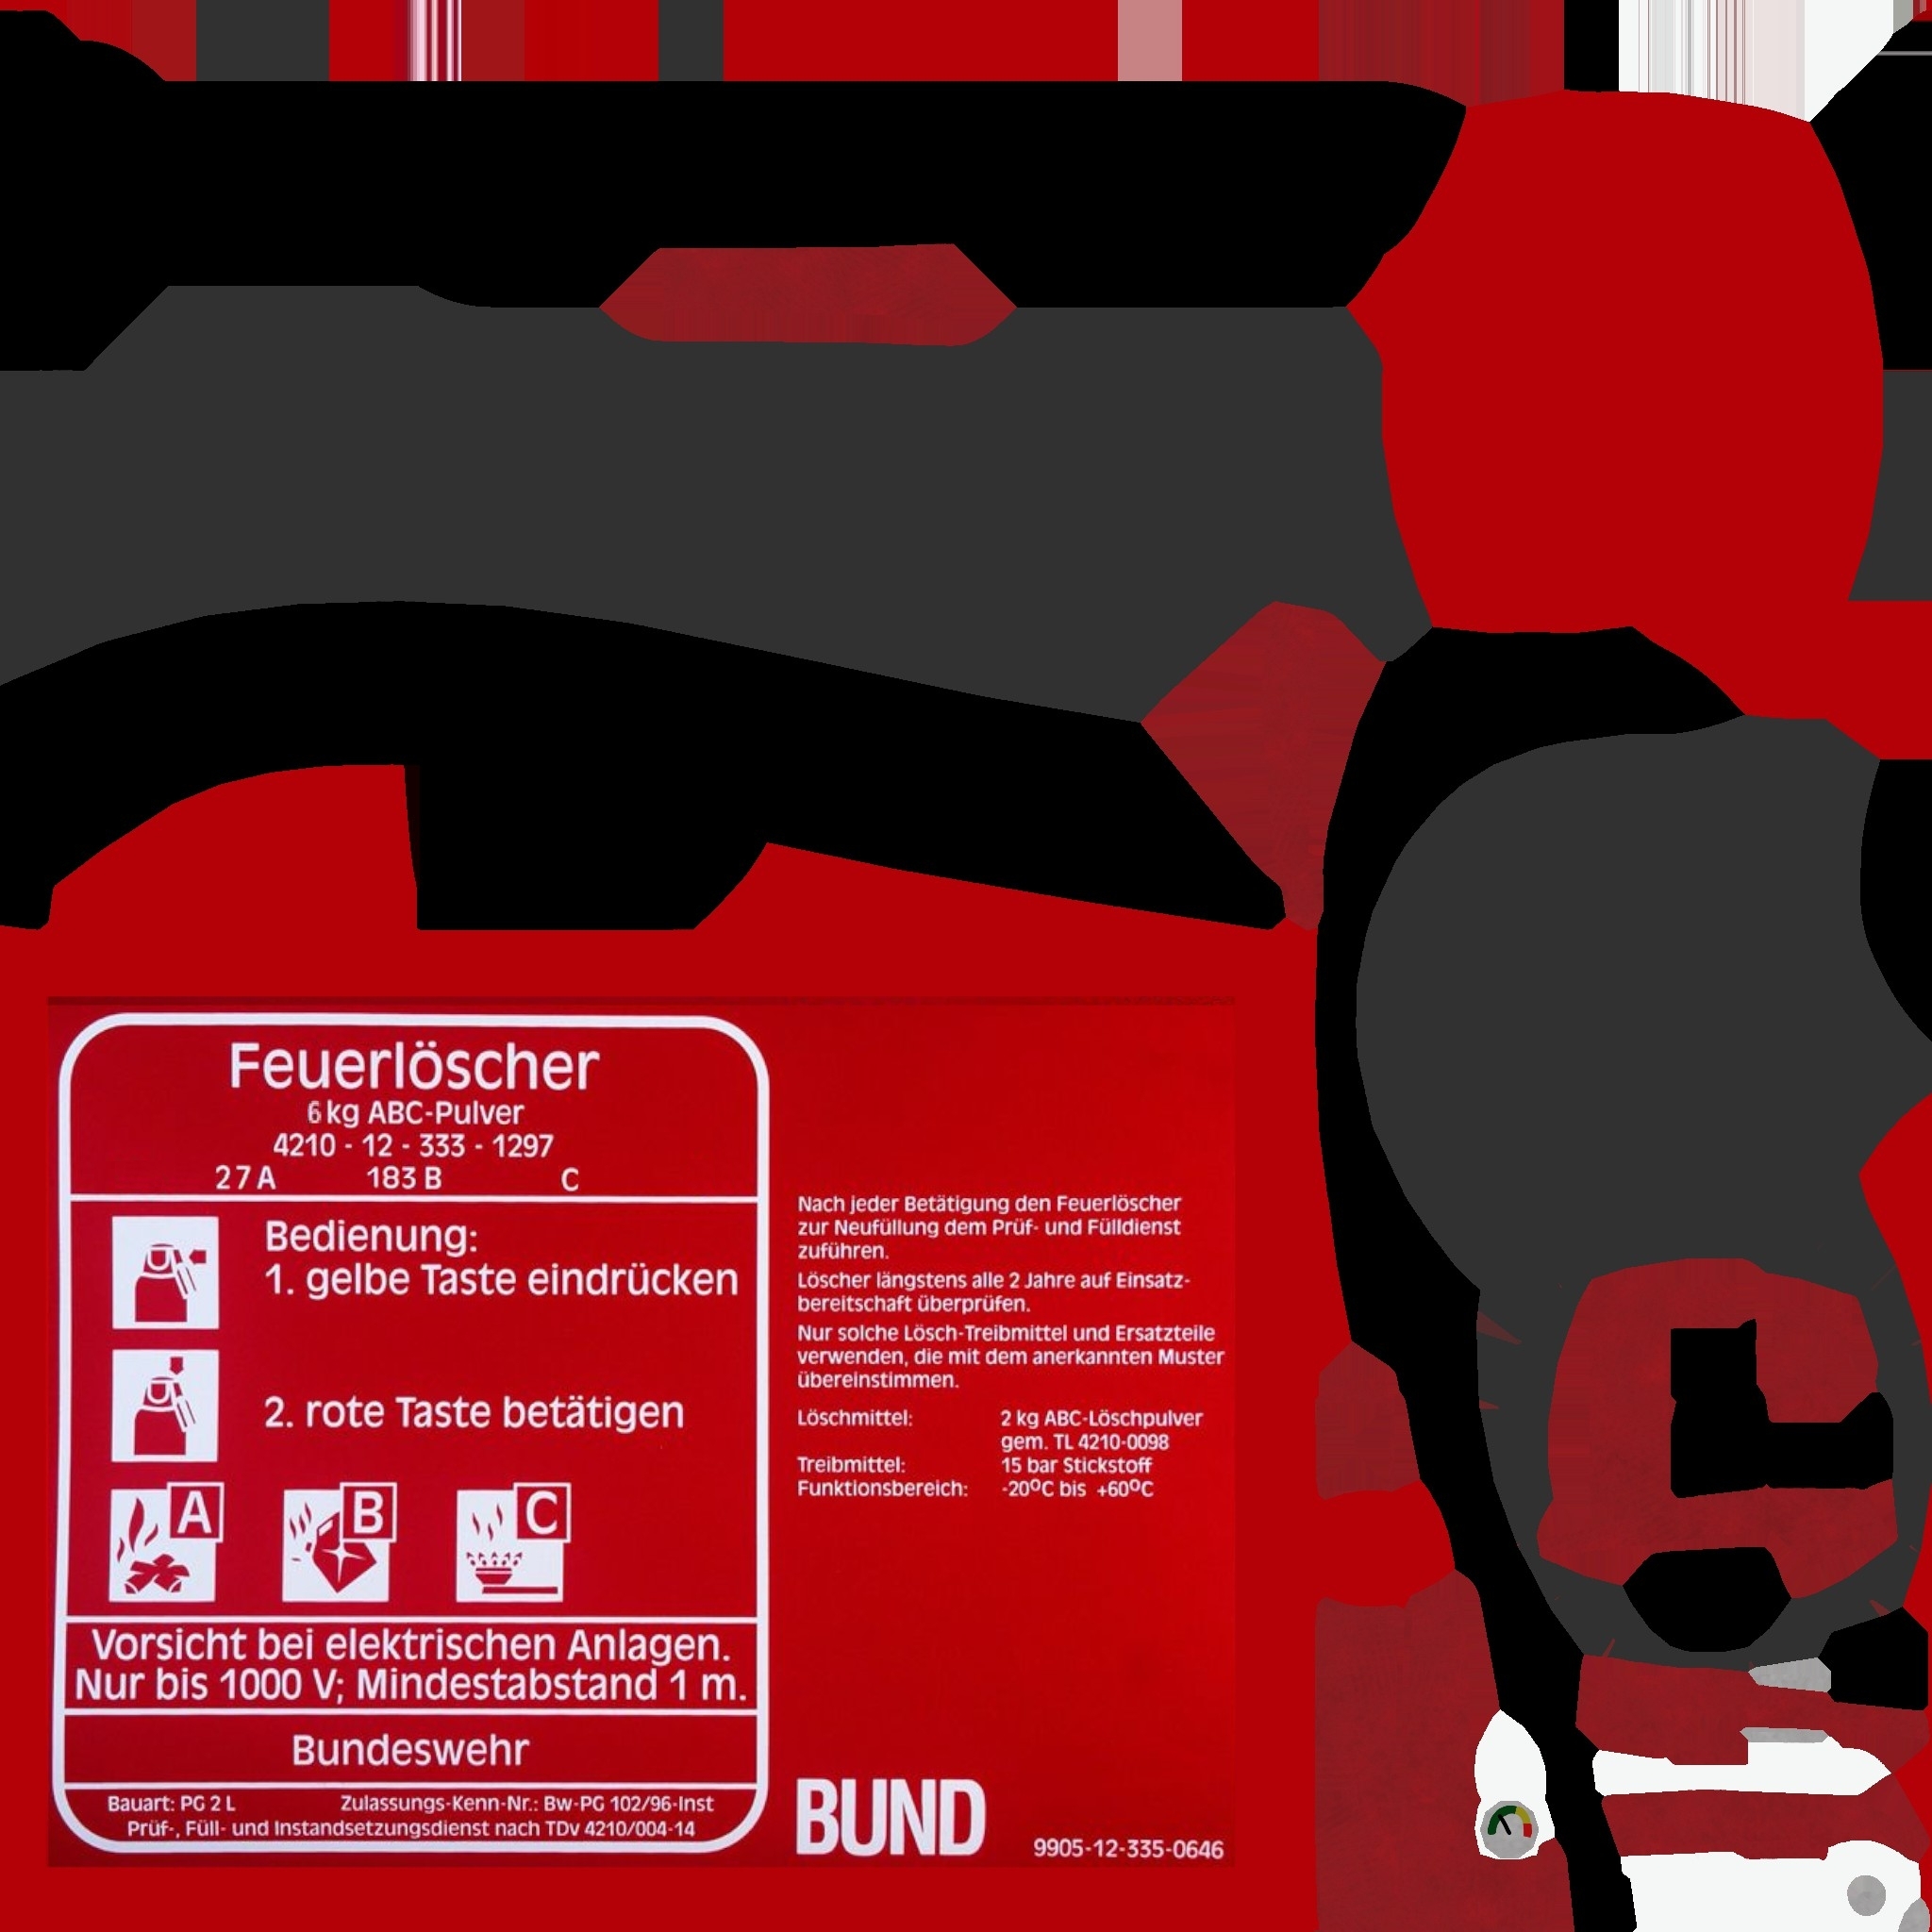 Feuerlöscher
6 kg ABC-Pulver
4210 - 12 - 333 - 1297
27 A 183 B C
Bedienung:
1. gelbe Taste eindrücken
2. rote Taste betätigen
A B C
Vorsicht bei elektrischen Anlagen.
Nur bis 1000 V; Mindestabstand 1 m.
Bundeswehr
Bauart: PG 2 L Zulassungs-Kenn-Nr.: Bw-PG 102/96-Inst
Prüf-, Füll- und Instandsetzungsdienst nach TDv 4210/004-14
Nach jeder Betätigung den Feuerlöscher
zur Neufüllung dem Prüf- und Fülldienst
zuführen.
Löscher längstens alle 2 Jahre auf Einsatz-
bereitschaft überprüfen.
Nur solche Lösch-Treibmittel und Ersatzteile
verwenden, die mit dem anerkannten Muster
übereinstimmen.
Löschmittel: 2 kg ABC-Löschpulver
gem. TL 4210-0098
Treibmittel: 15 bar Stickstoff
Funktionsbereich: -20ºC bis +60ºC
BUND
9905-12-335-0646